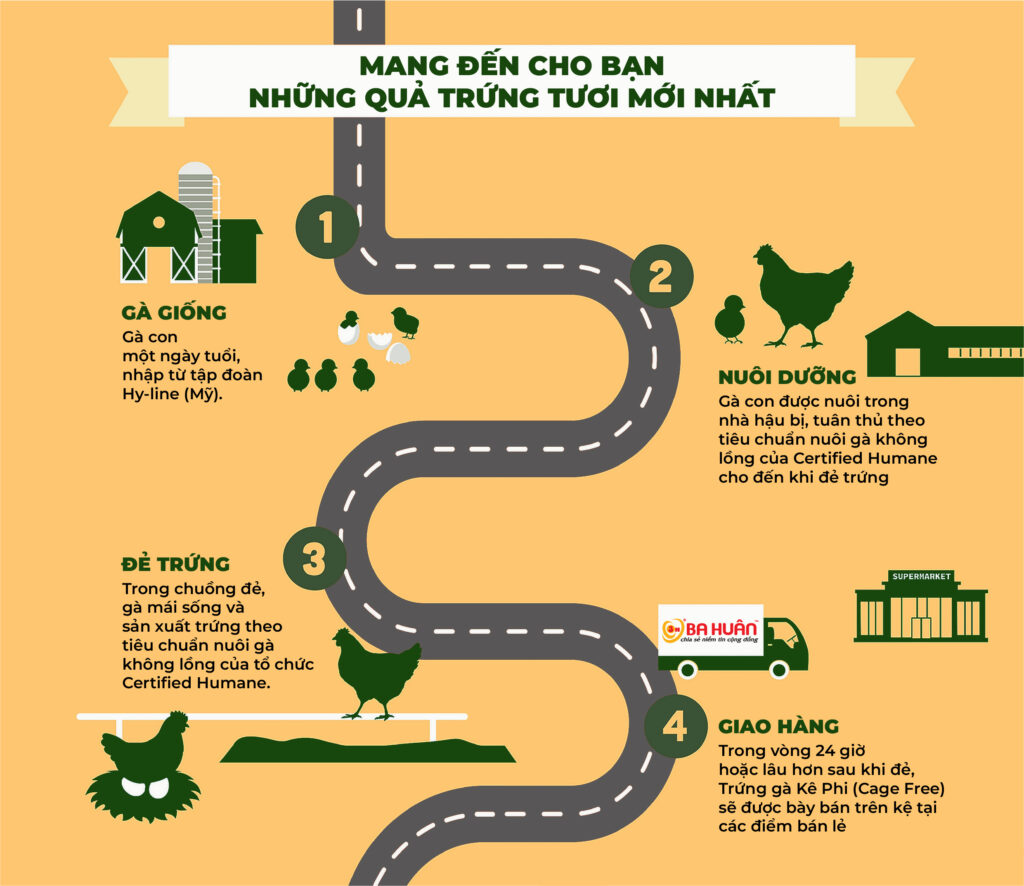 MANG ĐẾN CHO BẠN
NHỮNG QUẢ TRỨNG TƯƠI MỚI NHẤT
1
GÀ GIỐNG
Gà con
một ngày tuổi,
nhập từ tập đoàn
Hy-line (Mỹ).
2
NUÔI DƯỠNG
Gà con được nuôi trong
nhà hậu bị, tuân thủ theo
tiêu chuẩn nuôi gà không
lồng của Certified Humane
cho đến khi đẻ trứng
3
ĐẺ TRỨNG
Trong chuồng đẻ,
gà mái sống và
sản xuất trứng theo
tiêu chuẩn nuôi gà
không lồng của tổ chức
Certified Humane.
SUPERMARKET
BA HUÂN™
chia sẻ niềm tin cộng đồng
4
GIAO HÀNG
Trong vòng 24 giờ
hoặc lâu hơn sau khi đẻ,
Trứng gà Kê Phi (Cage Free)
sẽ được bày bán trên kệ tại
các điểm bán lẻ